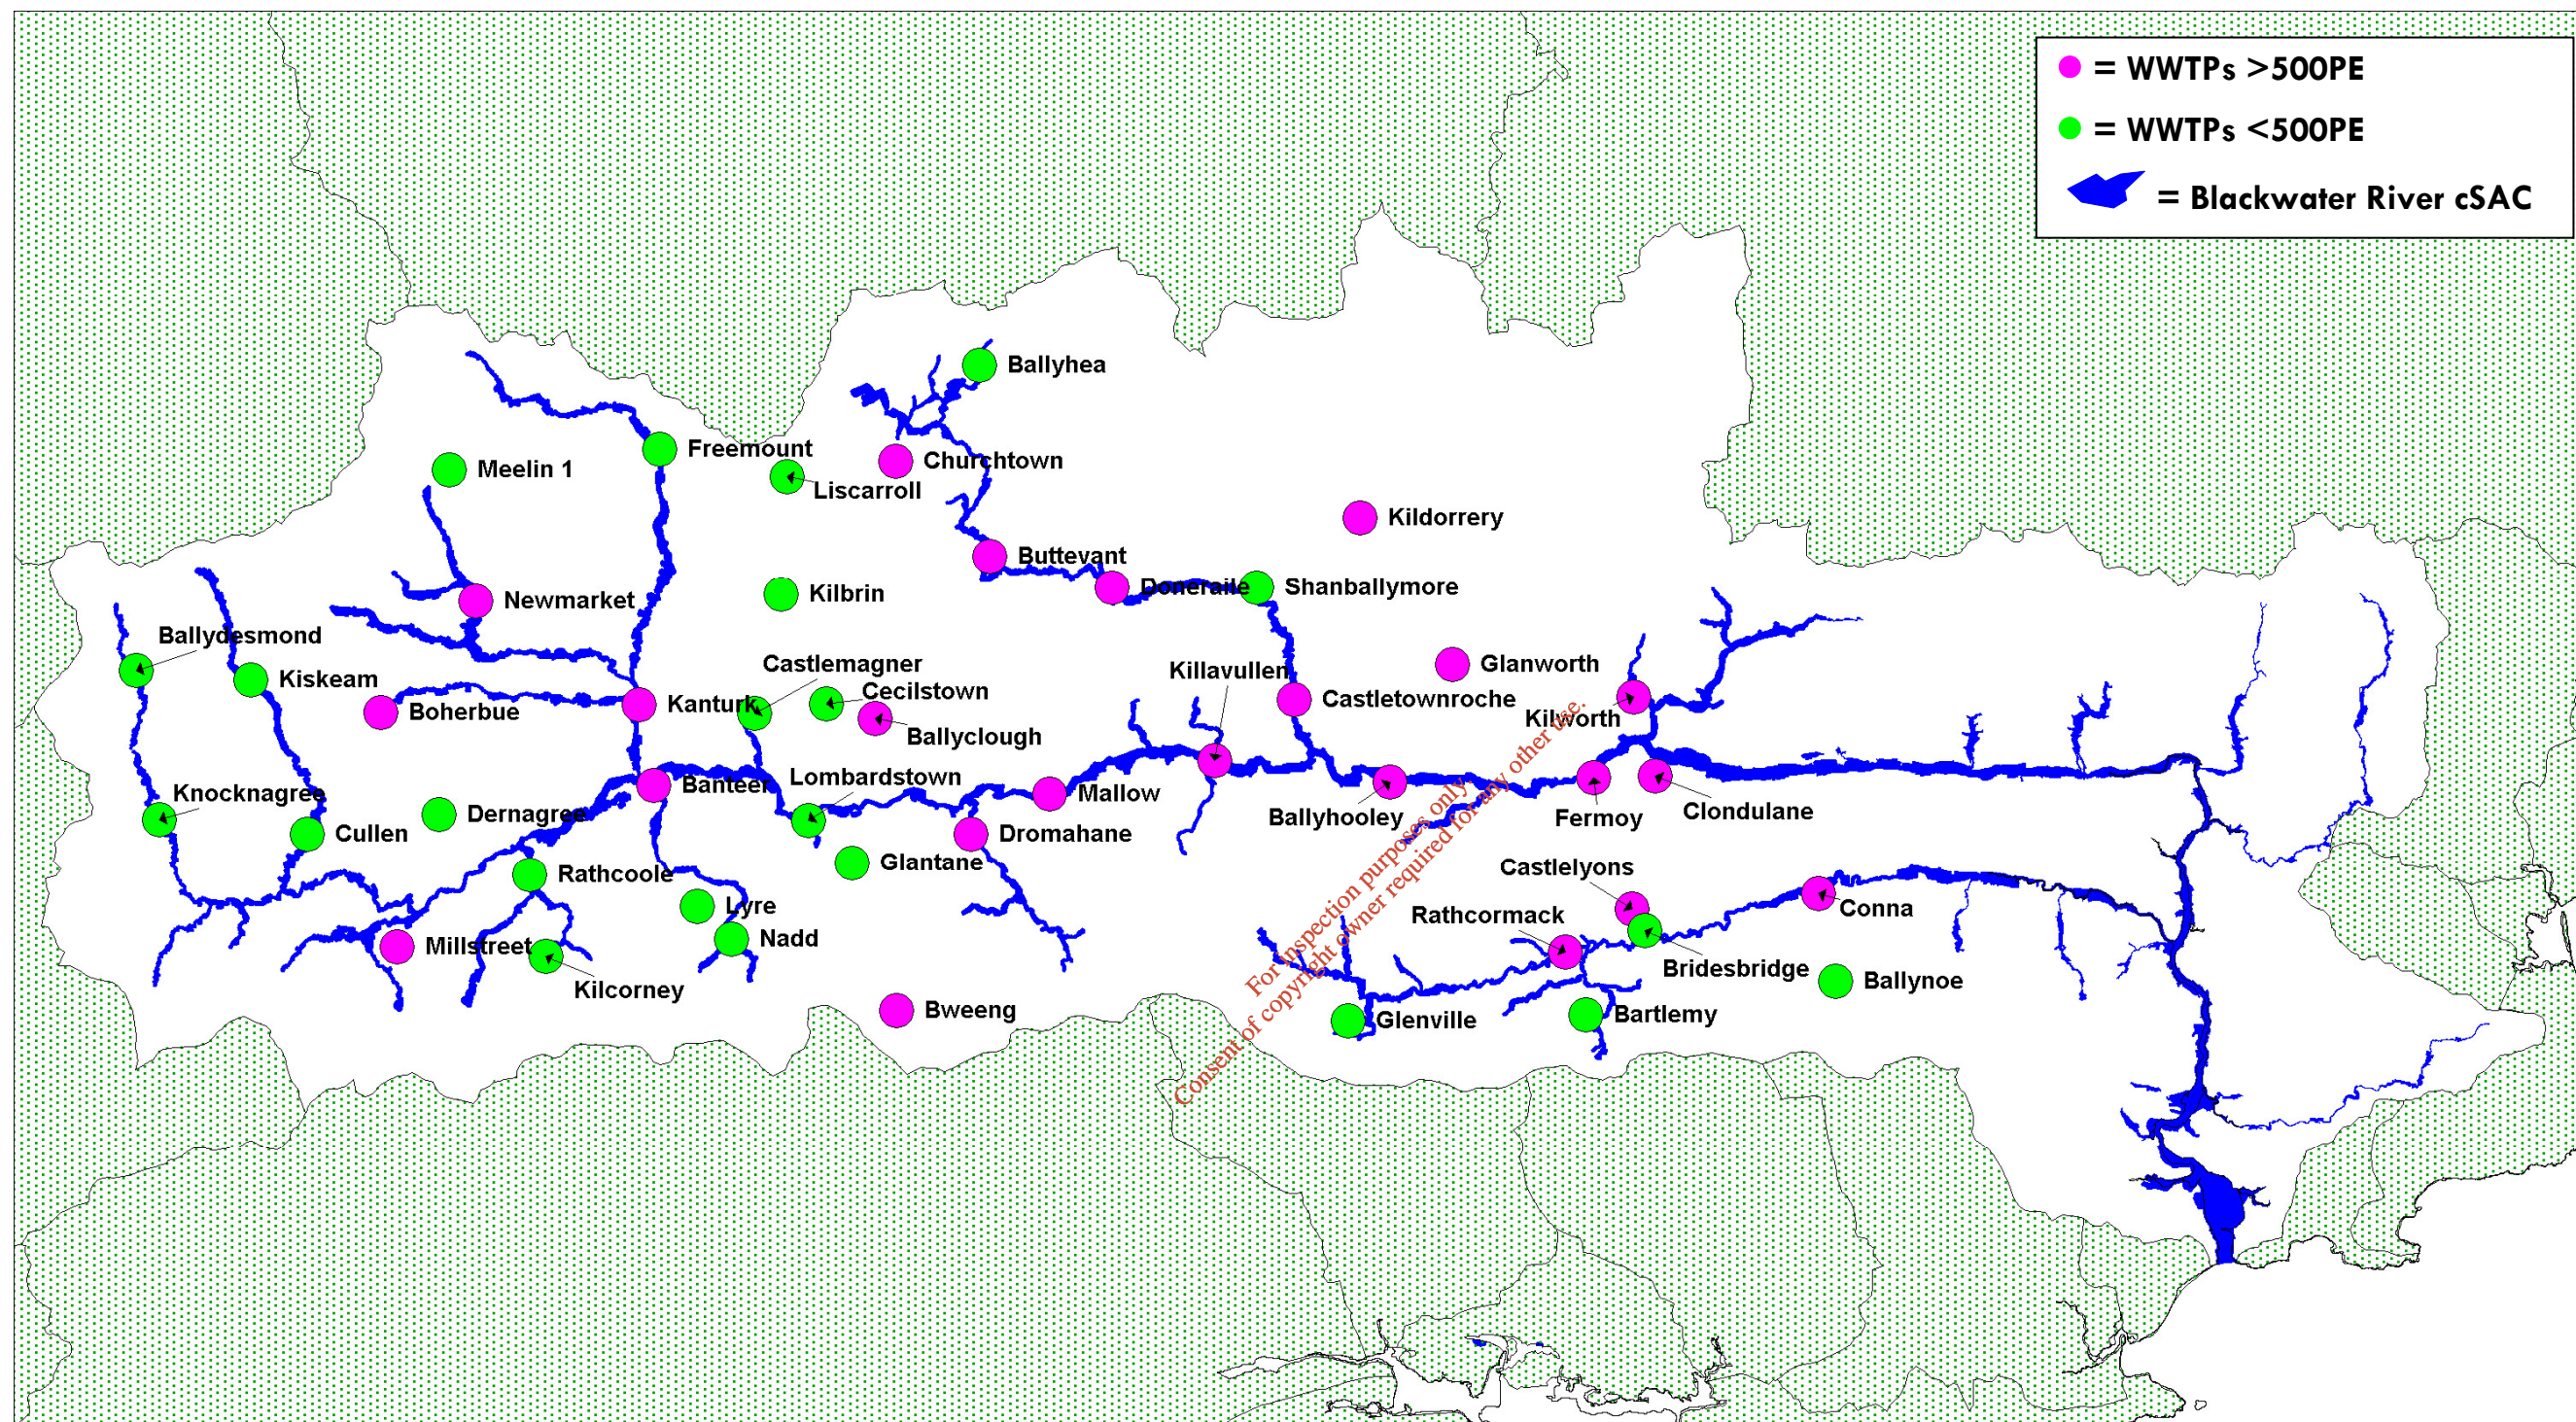 = WWTPs >500PE
= WWTPs <500PE
= Blackwater River cSAC
Ballyhea
Freemount
Churchtown
Meelin 1
Liscarroll
Kildorrery
Buttevant
Doneraile
Shanballymore
Kilbrin
Newmarket
Ballydesmond
Castlemagner
Glanworth
Killavullen
Kiskeam
Cecilstown
Castletownroche
Kanturk
Boherbue
Kilworth
Ballyclough
Lombardstown
Banteer
Knocknagree
Mallow
Clondulane
Dernagree
Ballyhooley
Fermoy
Cullen
Dromahane
Glantane
Castlelyons
Rathcoole
Lyre
Conna
Rathcormack
Nadd
Millstreet
Bridesbridge
Ballynoe
Kilcorney
Bweeng
Bartlemy
Glenville
For inspection purposes only.
Consent of copyright owner required for any other use.